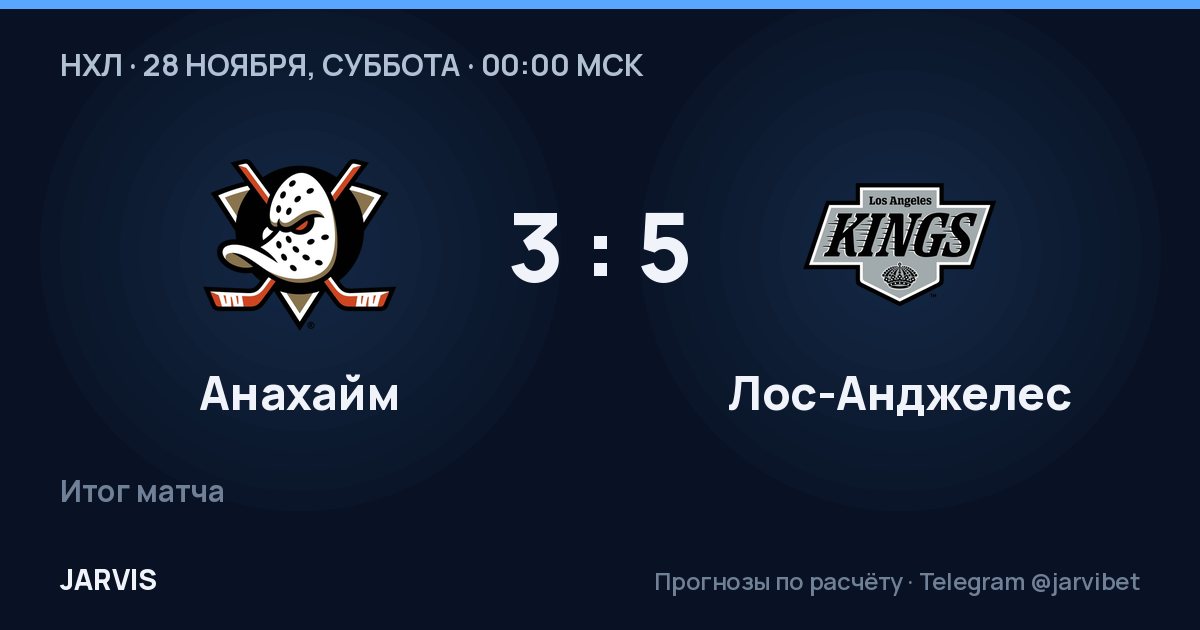 НХЛ · 28 НОЯБРЯ, СУББОТА · 00:00 МСК
Los Angeles
KINGS
3 : 5
Анахайм
Лос-Анджелес
Итог матча
JARVIS
Прогнозы по расчёту · Telegram @jarvibet